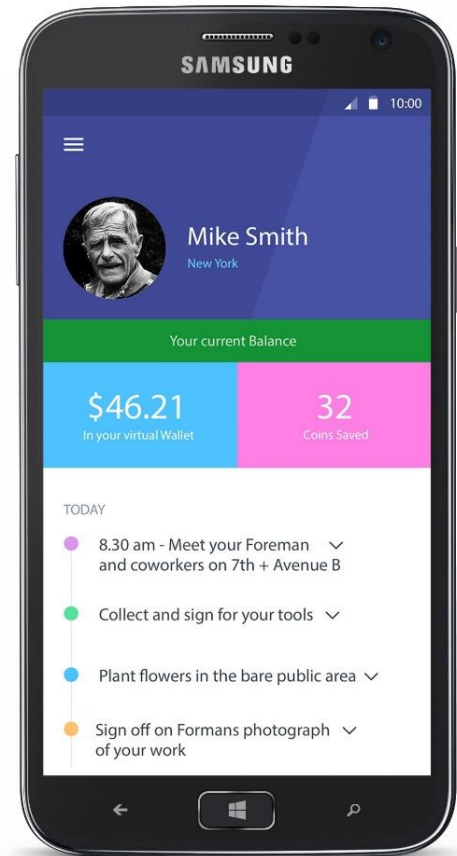 SAMSUNG
10:00
Mike Smith
New York
Your current Balance
$46.21
In your virtual Wallet
32
Coins Saved
TODAY
8.30 am - Meet your Foreman
and coworkers on 7th + Avenue B
Collect and sign for your tools
Plant flowers in the bare public area
Sign off on Formans photograph
of your work